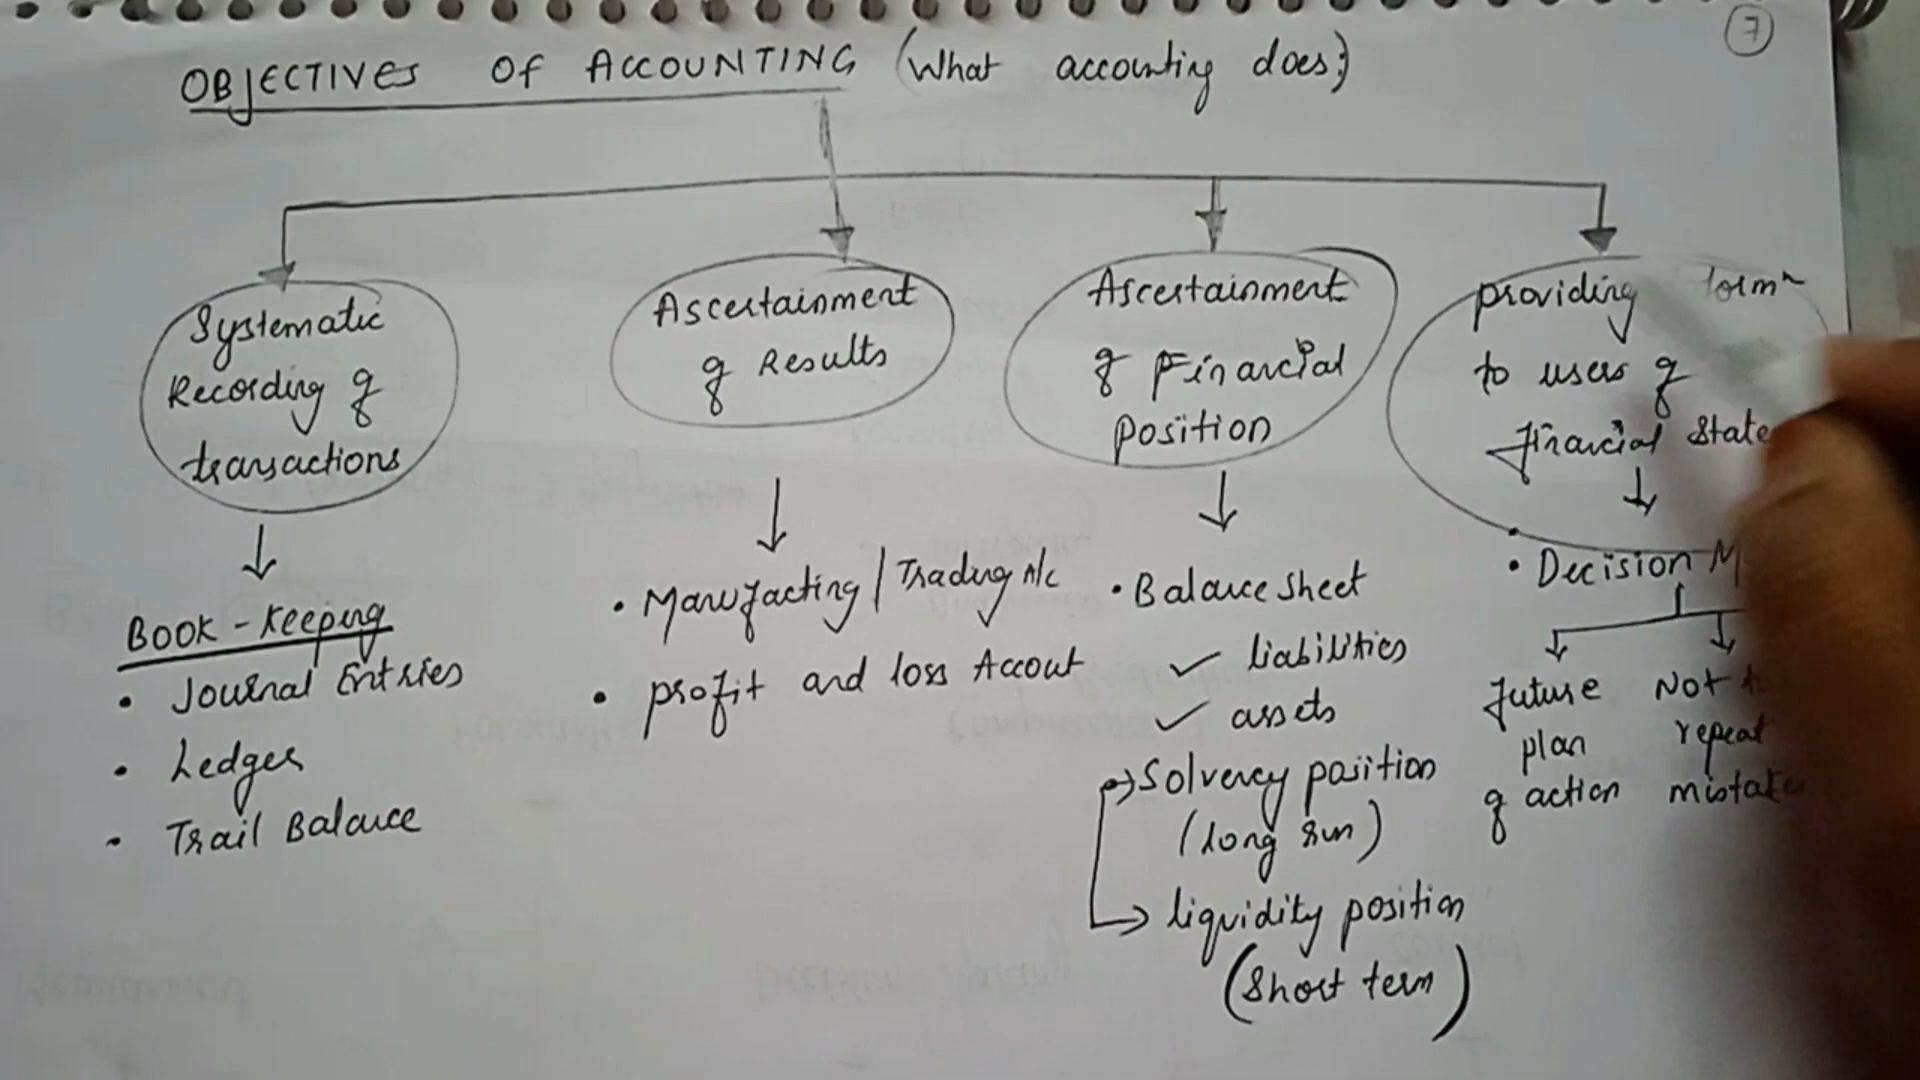 7
OBJECTIVES OF ACCOUNTING (What accounting does)
Systematic
Recording of
transactions
BOOK - Keeping
• Journal Entries
• Ledger
• Trail Balance
Ascertainment
of Results
• Manufacting / Trading A/c
• profit and loss Accout
Ascertainment
of Financial
position
• Balance sheet
✓ liabilities
✓ assets
→ Solvency position
(long run)
→ liquidity position
(Short term)
providing
to users of
financial
• Decision
future
plan
of action
Not
repeat